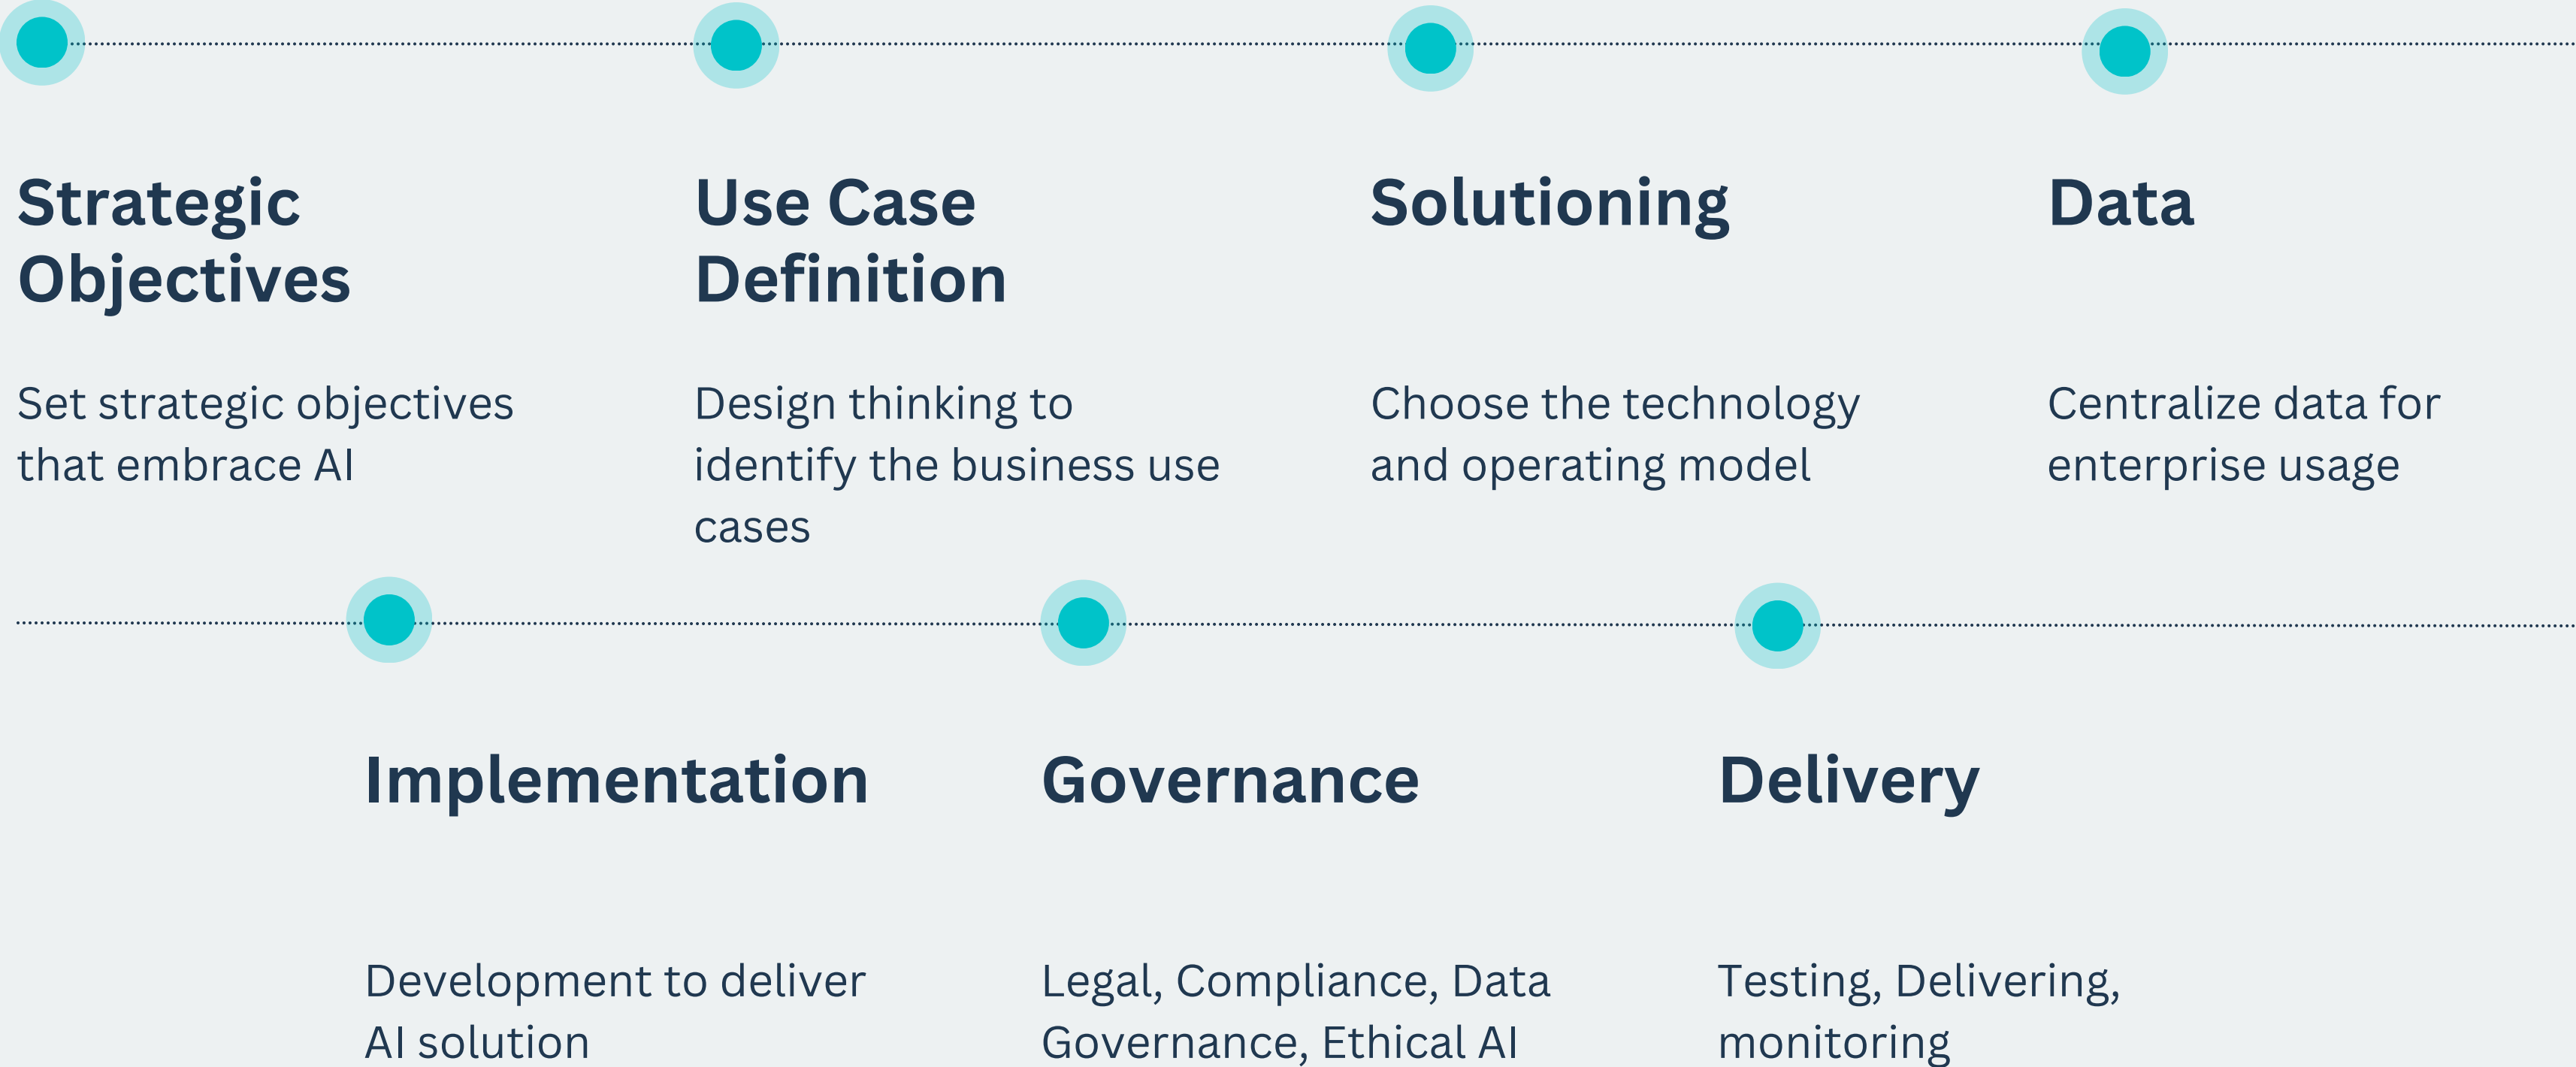 Strategic
Objectives
Set strategic objectives
that embrace AI
Use Case
Definition
Design thinking to
identify the business use
cases
Solutioning
Choose the technology
and operating model
Data
Centralize data for
enterprise usage
Implementation
Development to deliver
AI solution
Governance
Legal, Compliance, Data
Governance, Ethical AI
Delivery
Testing, Delivering,
monitoring